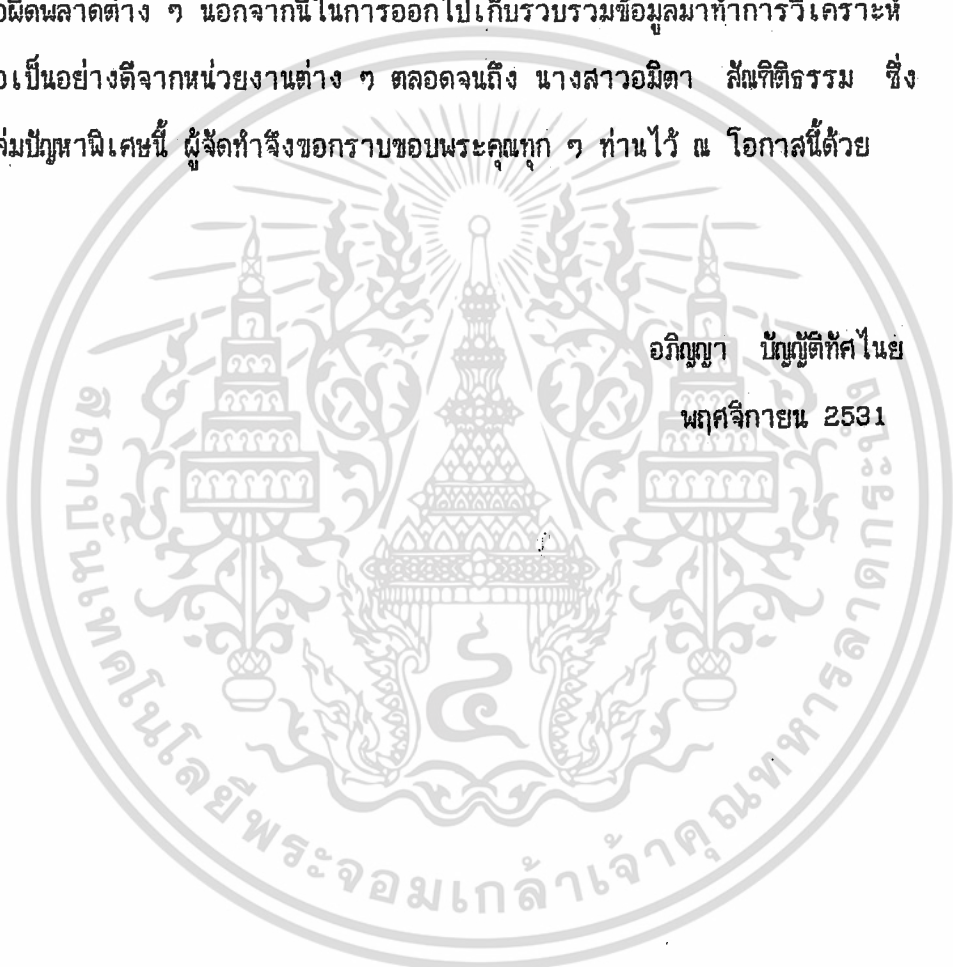 อผิดพลาดต่าง ๆ นอกจากนี้ในการออกไปเก็บรวบรวมข้อมูลมาทำการวิเคราะห์
อเป็นอย่างดีจากหน่วยงานต่าง ๆ ตลอดจนถึง นางสาวอมิตา สัณฑิติธรรม ซึ่ง
ล่มปัญหาพิเศษนี้ ผู้จัดทำจึงขอกราบขอบพระคุณทุก ๆ ท่านไว้ ณ โอกาสนี้ด้วย
อภิญญา บัญญัติทัศไนย
พฤศจิกายน 2531
สถาบันเทคโนโลยีพระจอมเกล้าเจ้าคุณทหารลาดกระบัง
๔